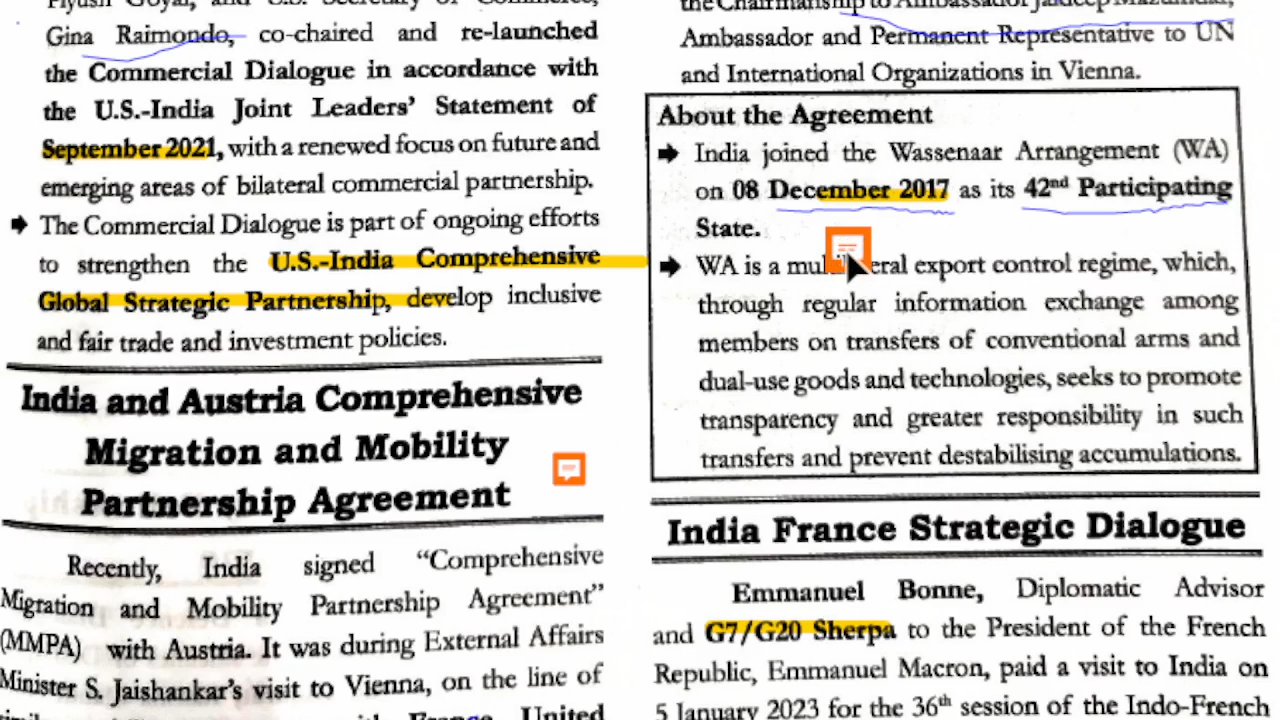 Piyush Goyal, and U.S. Secretary of Commerce,
Gina Raimondo, co-chaired and re-launched
the Commercial Dialogue in accordance with
the U.S.-India Joint Leaders' Statement of
September 2021, with a renewed focus on future and
emerging areas of bilateral commercial partnership.
The Commercial Dialogue is part of ongoing efforts
to strengthen the U.S.-India Comprehensive
Global Strategic Partnership, develop inclusive
and fair trade and investment policies.
India and Austria Comprehensive
Migration and Mobility
Partnership Agreement
Recently, India signed “Comprehensive
Migration and Mobility Partnership Agreement”
(MMPA) with Austria. It was during External Affairs
Minister S. Jaishankar's visit to Vienna, on the line of
with France, United
the Chairmanship to Ambassador Jaideep Mazumdar,
Ambassador and Permanent Representative to UN
and International Organizations in Vienna.
About the Agreement
➔ India joined the Wassenaar Arrangement (WA)
on 08 December 2017 as its 42nd Participating
State.
➔ WA is a export control regime, which,
through regular information exchange among
members on transfers of conventional arms and
dual-use goods and technologies, seeks to promote
transparency and greater responsibility in such
transfers and prevent destabilising accumulations.
India France Strategic Dialogue
Emmanuel Bonne, Diplomatic Advisor
and G7/G20 Sherpa to the President of the French
Republic, Emmanuel Macron, paid a visit to India on
5 January 2023 for the 36th session of the Indo-French